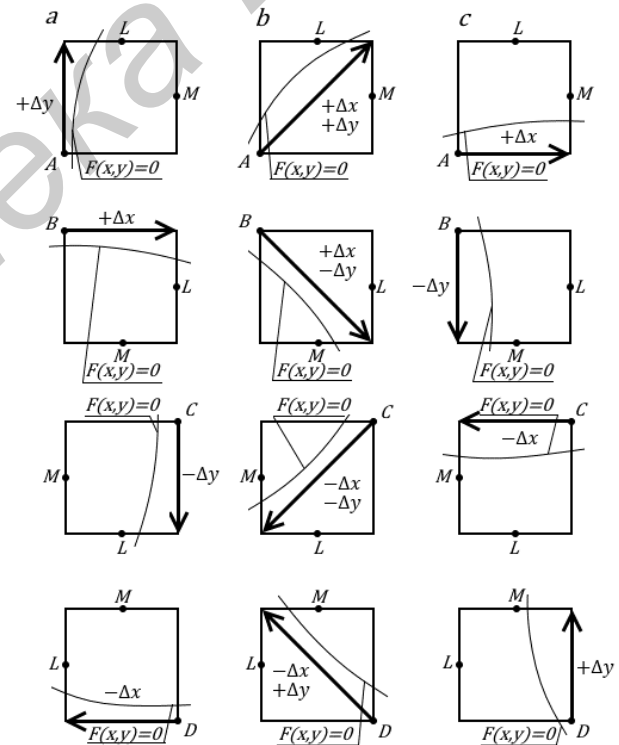 a b c
L L L
+Δy M +Δx M M
+Δy +Δx
A F(x,y)=0 A F(x,y)=0 A F(x,y)=0
B +Δx B +Δx B
−Δy
L L −Δy L
M M M
F(x,y)=0 F(x,y)=0 F(x,y)=0
F(x,y)=0 C F(x,y)=0 C F(x,y)=0 C
−Δx
M −Δy M −Δx M
−Δy
L L L
M M M
L L −Δx L +Δy
−Δx +Δy
F(x,y)=0 D F(x,y)=0 D F(x,y)=0 D